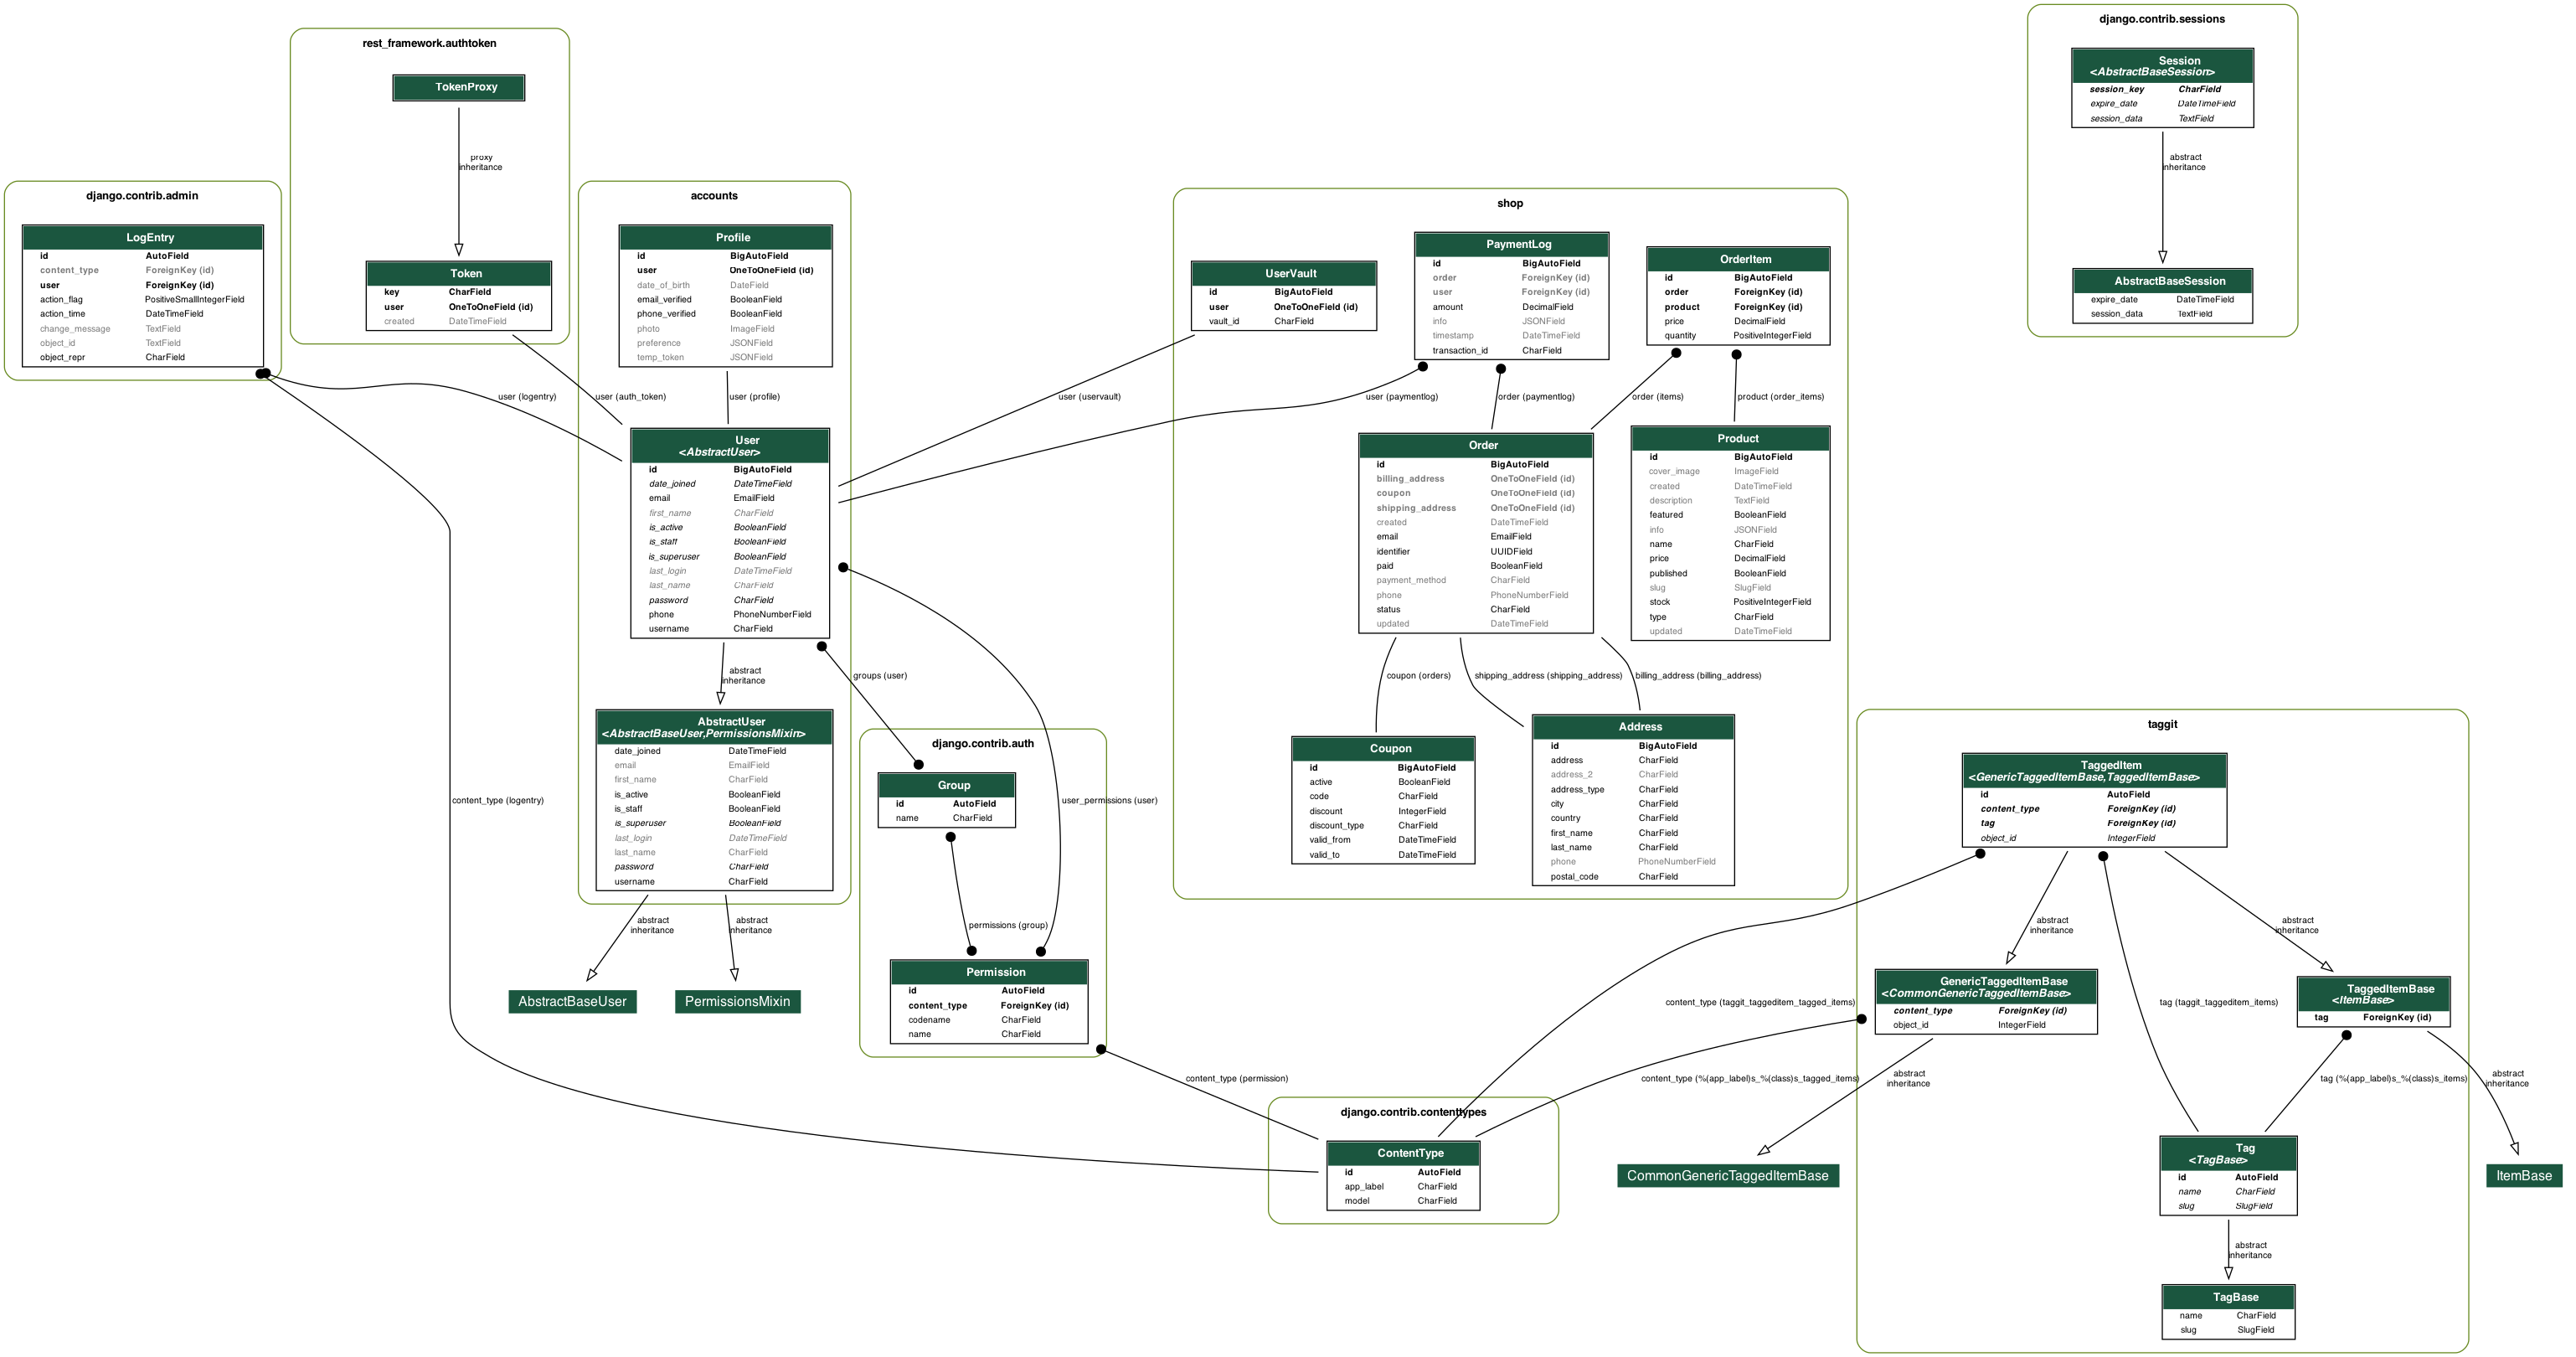 django.contrib.sessions
Session
<AbstractBaseSession>
session_key CharField
expire_date DateTimeField
session_data TextField
abstract
inheritance
AbstractBaseSession
expire_date DateTimeField
session_data TextField
rest_framework.authtoken
TokenProxy
proxy
inheritance
Token
key CharField
user OneToOneField (id)
created DateTimeField
django.contrib.admin
LogEntry
id AutoField
content_type ForeignKey (id)
user ForeignKey (id)
action_flag PositiveSmallIntegerField
action_time DateTimeField
change_message TextField
object_id TextField
object_repr CharField
accounts
Profile
id BigAutoField
user OneToOneField (id)
date_of_birth DateField
email_verified BooleanField
phone_verified BooleanField
photo ImageField
preference JSONField
temp_token JSONField
user (logentry)
user (auth_token)
user (profile)
User
<AbstractUser>
id BigAutoField
date_joined DateTimeField
email EmailField
first_name CharField
is_active BooleanField
is_staff BooleanField
is_superuser BooleanField
last_login DateTimeField
last_name CharField
password CharField
phone PhoneNumberField
username CharField
abstract
inheritance
groups (user)
AbstractUser
<AbstractBaseUser,PermissionsMixin>
date_joined DateTimeField
email EmailField
first_name CharField
is_active BooleanField
is_staff BooleanField
is_superuser BooleanField
last_login DateTimeField
last_name CharField
password CharField
username CharField
abstract
inheritance
abstract
inheritance
AbstractBaseUser
PermissionsMixin
content_type (logentry)
django.contrib.auth
Group
id AutoField
name CharField
user_permissions (user)
permissions (group)
Permission
id AutoField
content_type ForeignKey (id)
codename CharField
name CharField
content_type (permission)
shop
UserVault
id BigAutoField
user OneToOneField (id)
vault_id CharField
PaymentLog
id BigAutoField
order ForeignKey (id)
user ForeignKey (id)
amount DecimalField
info JSONField
timestamp DateTimeField
transaction_id CharField
OrderItem
id BigAutoField
order ForeignKey (id)
product ForeignKey (id)
price DecimalField
quantity PositiveIntegerField
user (uservault)
user (paymentlog)
order (paymentlog)
order (items)
product (order_items)
Order
id BigAutoField
billing_address OneToOneField (id)
coupon OneToOneField (id)
shipping_address OneToOneField (id)
created DateTimeField
email EmailField
identifier UUIDField
paid BooleanField
payment_method CharField
phone PhoneNumberField
status CharField
updated DateTimeField
Product
id BigAutoField
cover_image ImageField
created DateTimeField
description TextField
featured BooleanField
info JSONField
name CharField
price DecimalField
published BooleanField
slug SlugField
stock PositiveIntegerField
type CharField
updated DateTimeField
coupon (orders)
shipping_address (shipping_address)
billing_address (billing_address)
Coupon
id BigAutoField
active BooleanField
code CharField
discount IntegerField
discount_type CharField
valid_from DateTimeField
valid_to DateTimeField
Address
id BigAutoField
address CharField
address_2 CharField
address_type CharField
city CharField
country CharField
first_name CharField
last_name CharField
phone PhoneNumberField
postal_code CharField
taggit
TaggedItem
<GenericTaggedItemBase,TaggedItemBase>
id AutoField
content_type ForeignKey (id)
tag ForeignKey (id)
object_id IntegerField
abstract
inheritance
abstract
inheritance
content_type (taggit_taggeditem_tagged_items)
tag (taggit_taggeditem_items)
GenericTaggedItemBase
<CommonGenericTaggedItemBase>
content_type ForeignKey (id)
object_id IntegerField
TaggedItemBase
<ItemBase>
tag ForeignKey (id)
content_type (%(app_label)s_%(class)s_tagged_items)
abstract
inheritance
tag (%(app_label)s_%(class)s_items)
abstract
inheritance
django.contrib.contenttypes
ContentType
id AutoField
app_label CharField
model CharField
CommonGenericTaggedItemBase
Tag
<TagBase>
id AutoField
name CharField
slug SlugField
ItemBase
abstract
inheritance
TagBase
name CharField
slug SlugField